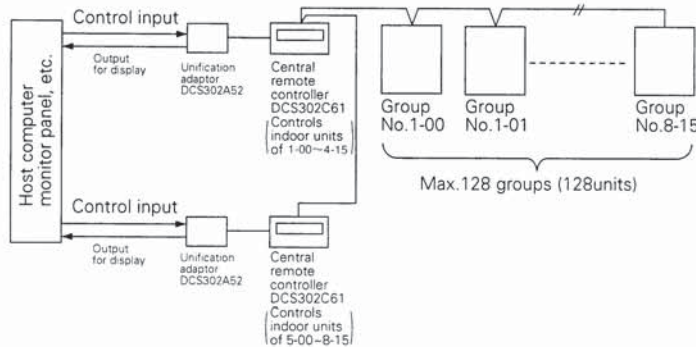 Host computer
monitor panel, etc.
Control input
Output
for display
Unification
adaptor
DCS302A52
Central
remote
controller
DCS302C61
(Controls
indoor units
of 1-00~4-15)
Group
No.1-00
Group
No.1-01
Group
No.8-15
Max.128 groups (128units)
Control input
Output
for display
Unification
adaptor
DCS302A52
Central
remote
controller
DCS302C61
(Controls
indoor units
of 5-00~8-15)